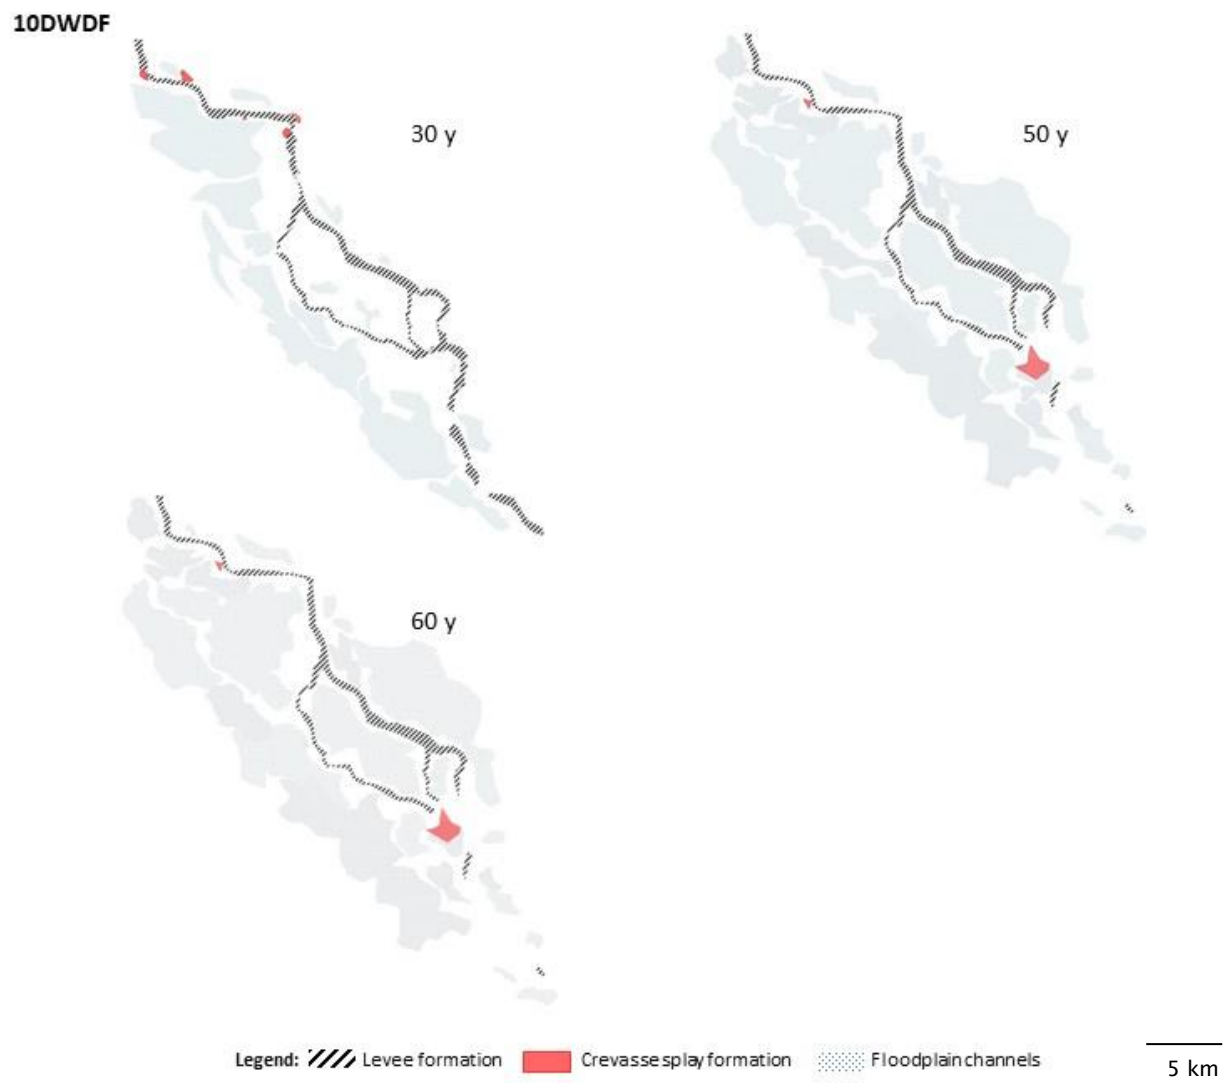 10DWDF
30 y
50 y
60 y
Legend: Levee formation Crevasse splay formation Floodplain channels
5 km